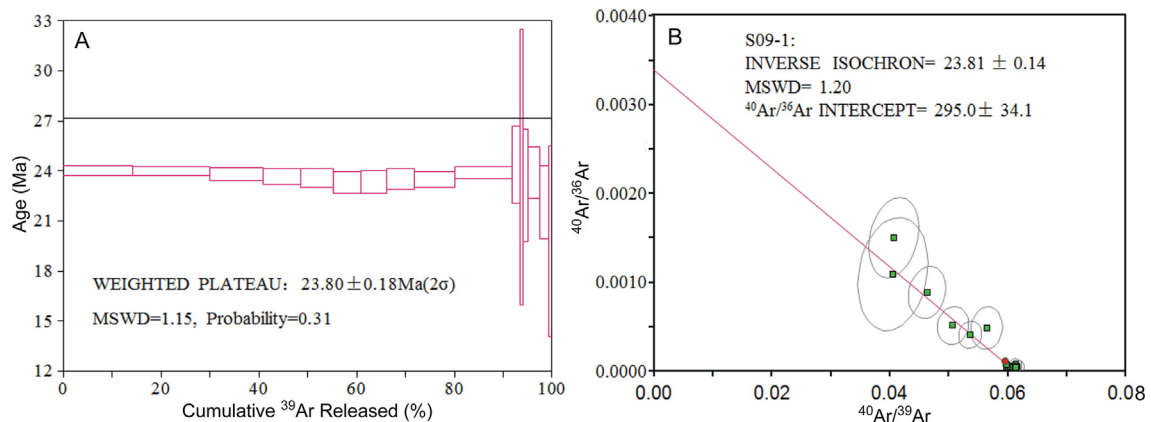 A
33
30
27
24
21
18
15
12
Age (Ma)
WEIGHTED PLATEAU: 23.80±0.18Ma(2σ)
MSWD=1.15, Probability=0.31
0 20 40 60 80 100
Cumulative ³⁹Ar Released (%)
B
0.0040
0.0030
0.0020
0.0010
0.0000
⁴⁰Ar/³⁶Ar
S09-1:
INVERSE ISOCHRON= 23.81 ± 0.14
MSWD= 1.20
⁴⁰Ar/³⁶Ar INTERCEPT= 295.0± 34.1
0.00 0.02 0.04 0.06 0.08
⁴⁰Ar/³⁹Ar